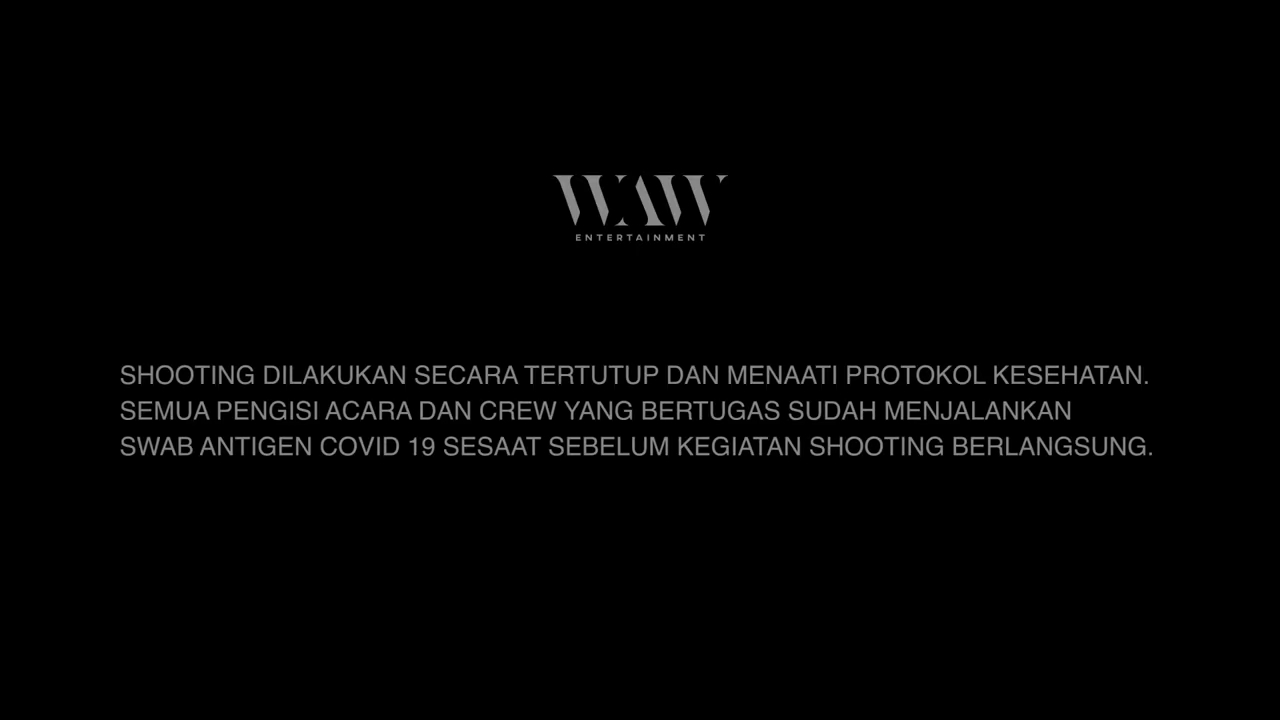 WAW
ENTERTAINMENT
SHOOTING DILAKUKAN SECARA TERTUTUP DAN MENAATI PROTOKOL KESEHATAN.
SEMUA PENGISI ACARA DAN CREW YANG BERTUGAS SUDAH MENJALANKAN
SWAB ANTIGEN COVID 19 SESAAT SEBELUM KEGIATAN SHOOTING BERLANGSUNG.